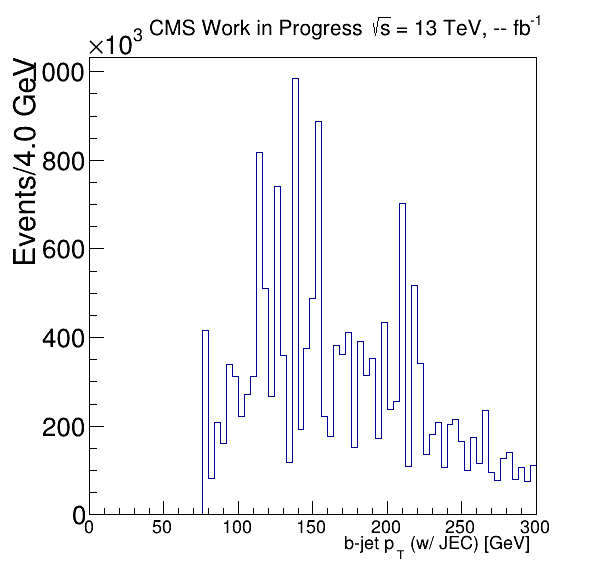 ×10³ CMS Work in Progress √s = 13 TeV, -- fb⁻¹
Events/4.0 GeV
1000
800
600
400
200
0
0 50 100 150 200 250 300
b-jet p_T (w/ JEC) [GeV]